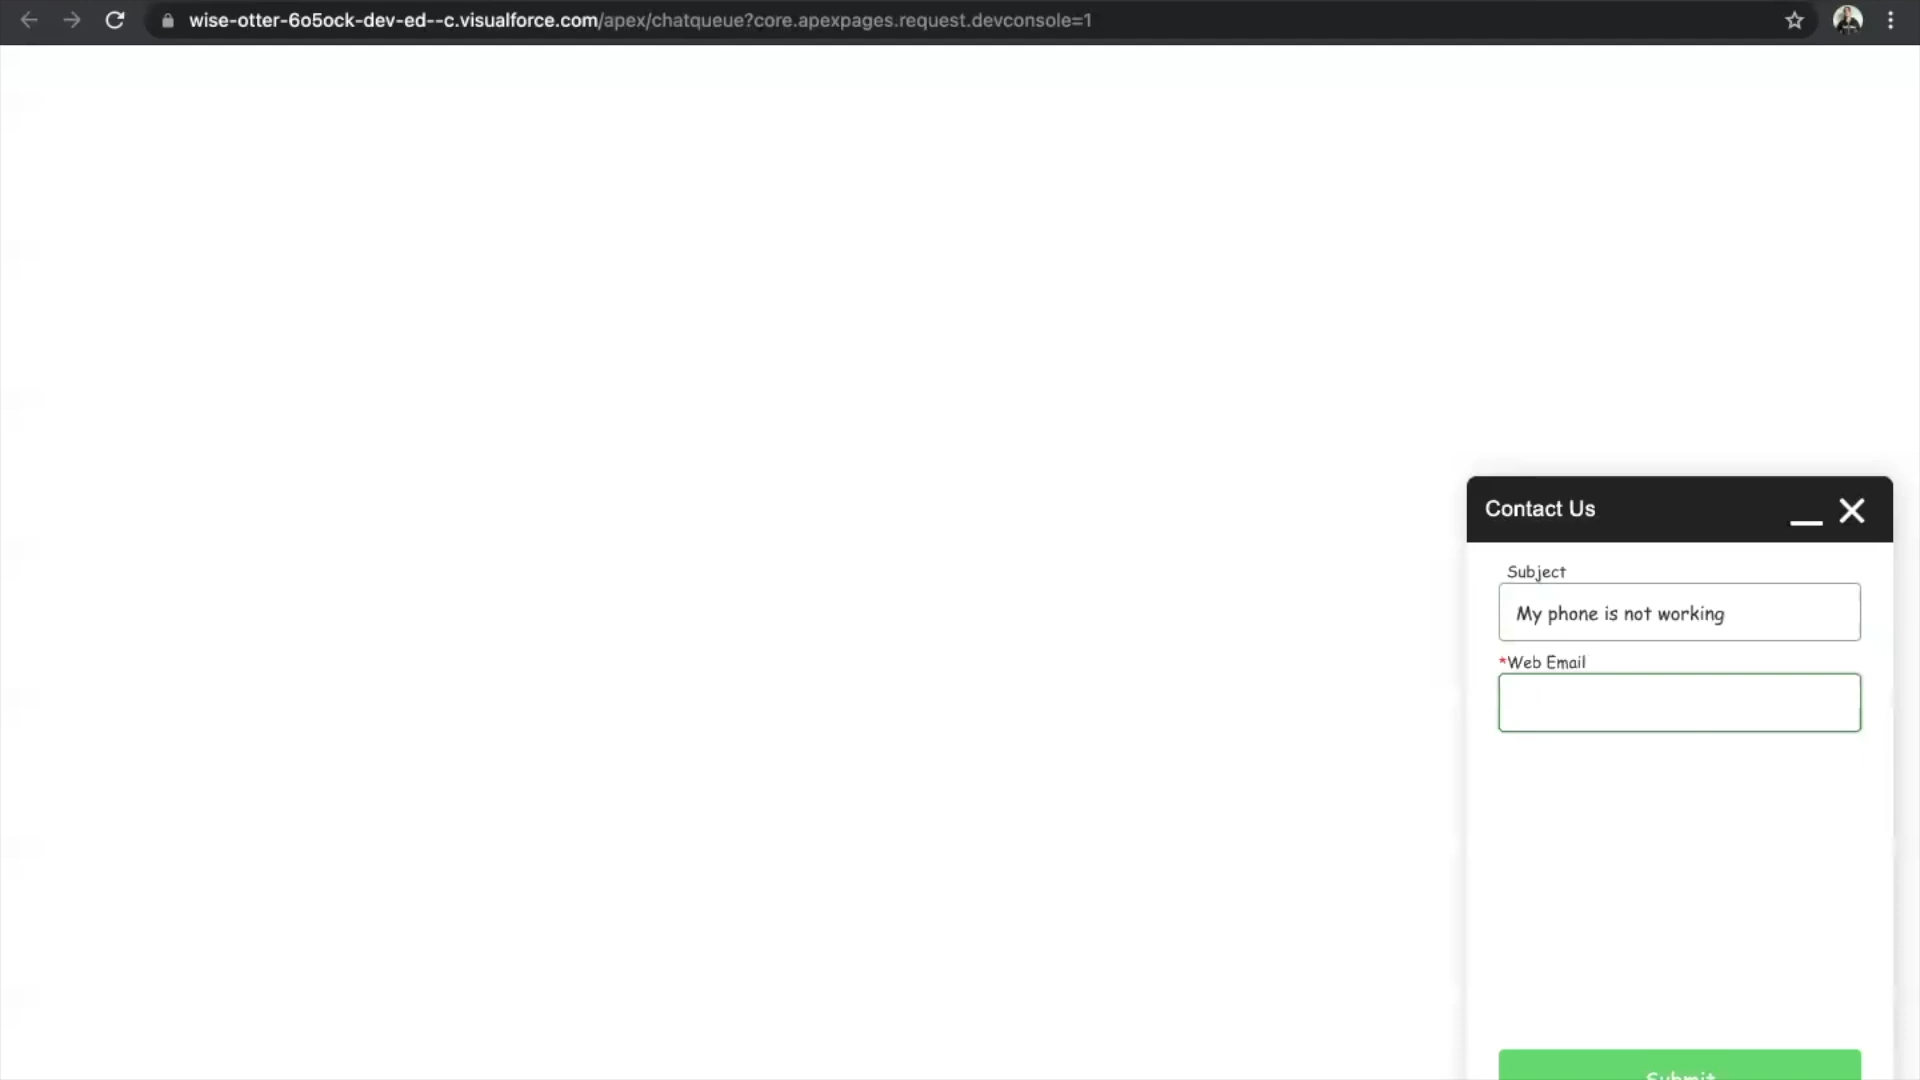 wise-otter-6o5ock-dev-ed--c.visualforce.com/apex/chatqueue?core.apexpages.request.devconsole=1
Contact Us
Subject
My phone is not working
*Web Email
Submit